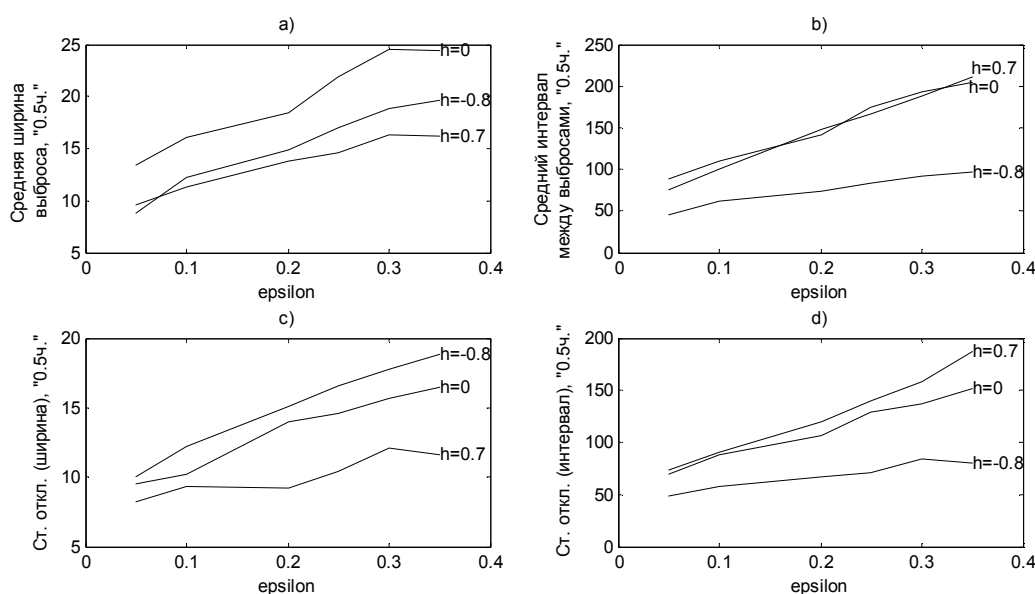 a)
25
20
15
10
5
0
0.1
0.2
0.3
0.4
epsilon
Средняя ширина
выброса, "0.5ч."
h=0
h=-0.8
h=0.7
b)
250
200
150
100
50
0
0
0.1
0.2
0.3
0.4
epsilon
Средний интервал
между выбросами, "0.5ч."
h=0.7
h=0
h=-0.8
c)
20
15
10
5
0
0.1
0.2
0.3
0.4
epsilon
Ст. откл. (ширина), "0.5ч."
h=-0.8
h=0
h=0.7
d)
200
150
100
50
0
0
0.1
0.2
0.3
0.4
epsilon
Ст. откл. (интервал), "0.5ч."
h=0.7
h=0
h=-0.8